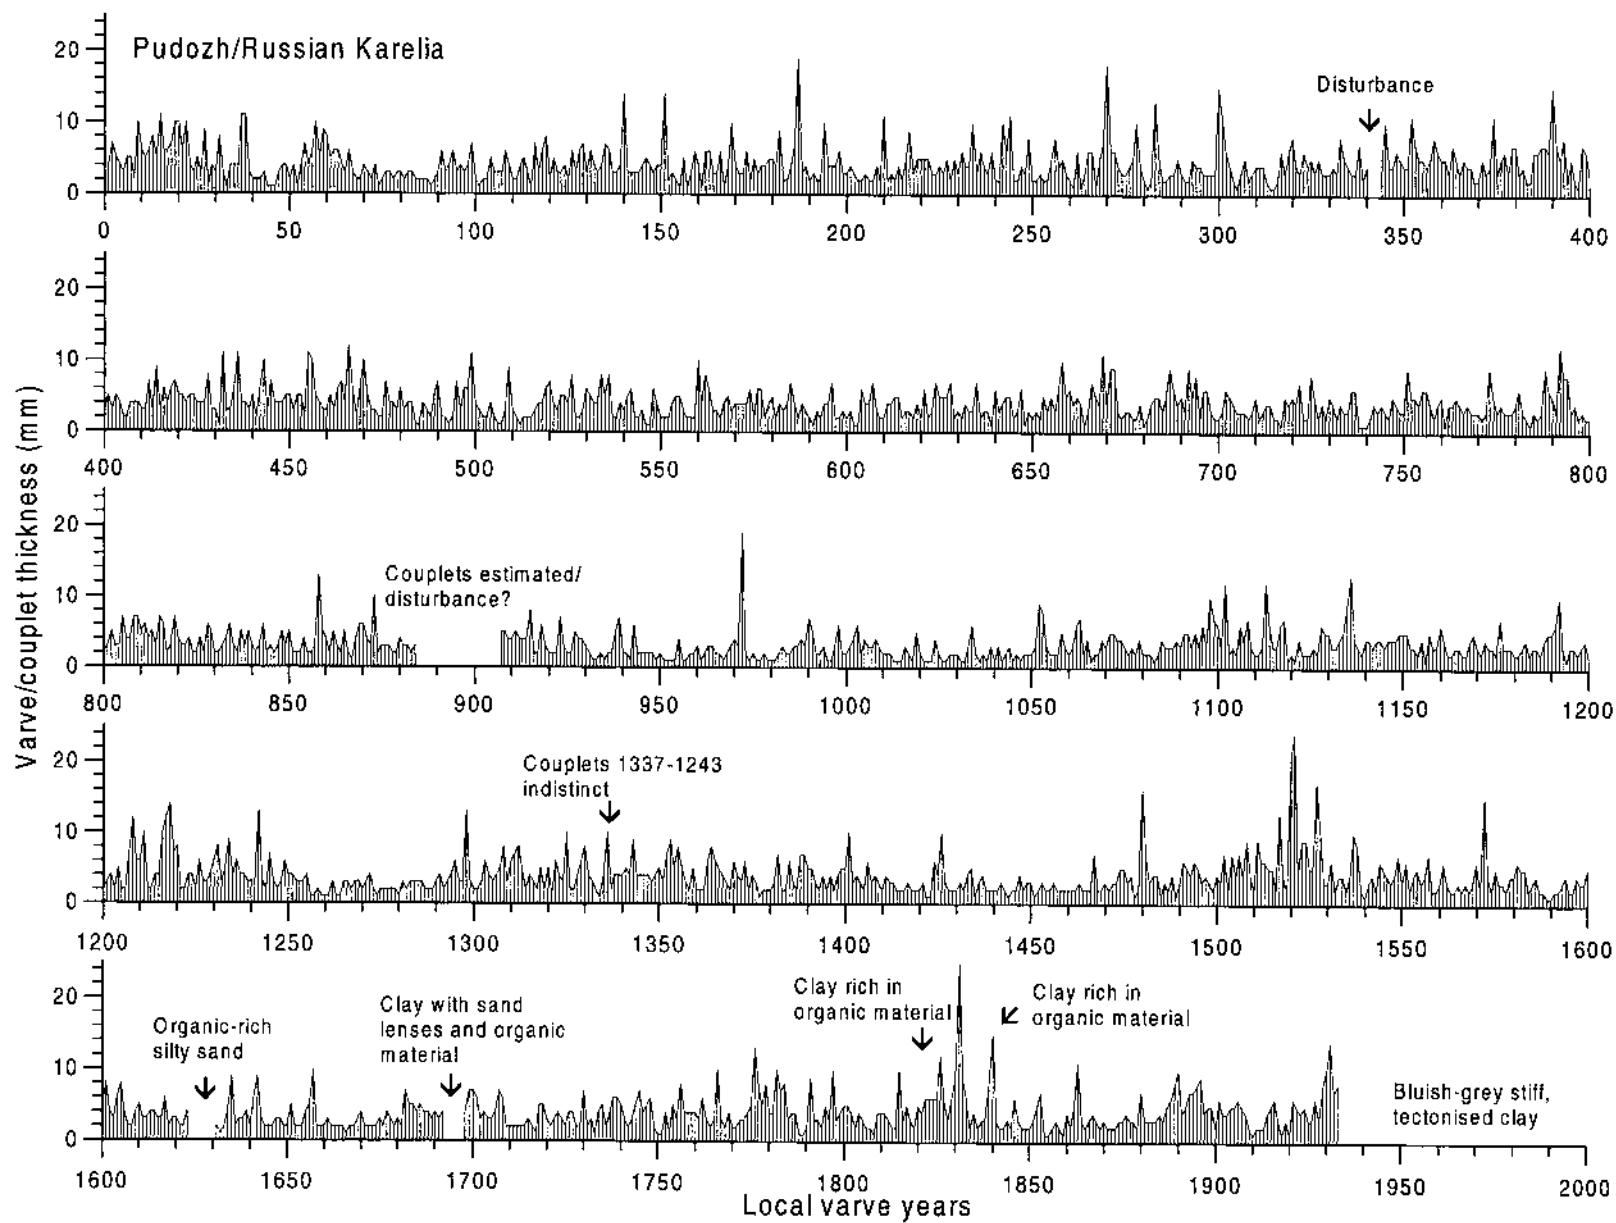 Pudozh/Russian Karelia
Disturbance
20
10
0
0 50 100 150 200 250 300 350 400
20
10
0
400 450 500 550 600 650 700 750 800
Couplets estimated/
disturbance?
20
10
0
800 850 900 950 1000 1050 1100 1150 1200
Couplets 1337-1243
indistinct
20
10
0
1200 1250 1300 1350 1400 1450 1500 1550 1600
Organic-rich
silty sand
Clay with sand
lenses and organic
material
Clay rich in
organic material
Clay rich in
organic material
Bluish-grey stiff,
tectonised clay
20
10
0
1600 1650 1700 1750 1800 1850 1900 1950 2000
Varve/couplet thickness (mm)
Local varve years